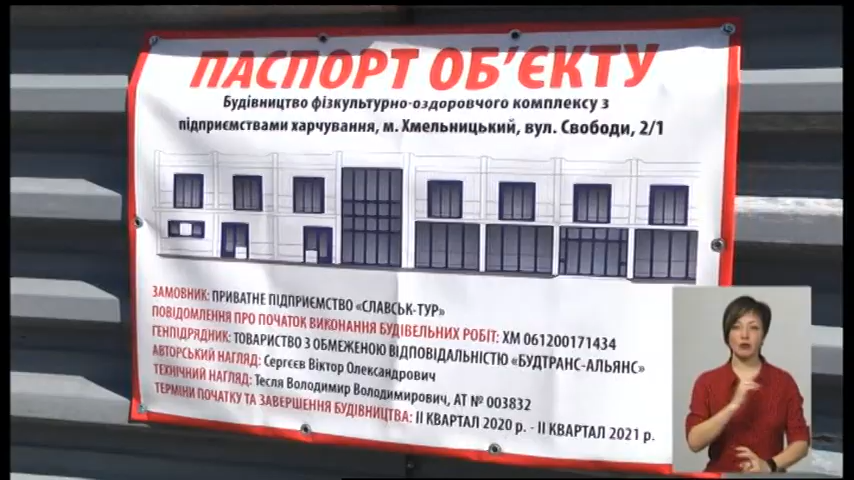 ПАСПОРТ ОБ'ЄКТУ
Будівництво фізкультурно-оздоровчого комплексу з
підприємствами харчування, м. Хмельницький, вул. Свободи, 2/1
ЗАМОВНИК: ПРИВАТНЕ ПІДПРИЄМСТВО «СЛАВСЬК-ТУР»
ПОВІДОМЛЕННЯ ПРО ПОЧАТОК ВИКОНАННЯ БУДІВЕЛЬНИХ РОБІТ: ХМ 061200171434
ГЕНПІДРЯДНИК: ТОВАРИСТВО З ОБМЕЖЕНОЮ ВІДПОВІДАЛЬНІСТЮ «БУДТРАНС-АЛЬЯНС»
АВТОРСЬКИЙ НАГЛЯД: Сергєєв Віктор Олександрович
ТЕХНІЧНИЙ НАГЛЯД: Тесля Володимир Володимирович, АТ № 003832
ТЕРМІНИ ПОЧАТКУ ТА ЗАВЕРШЕННЯ БУДІВНИЦТВА: ІІ КВАРТАЛ 2020 р. - ІІ КВАРТАЛ 2021 р.